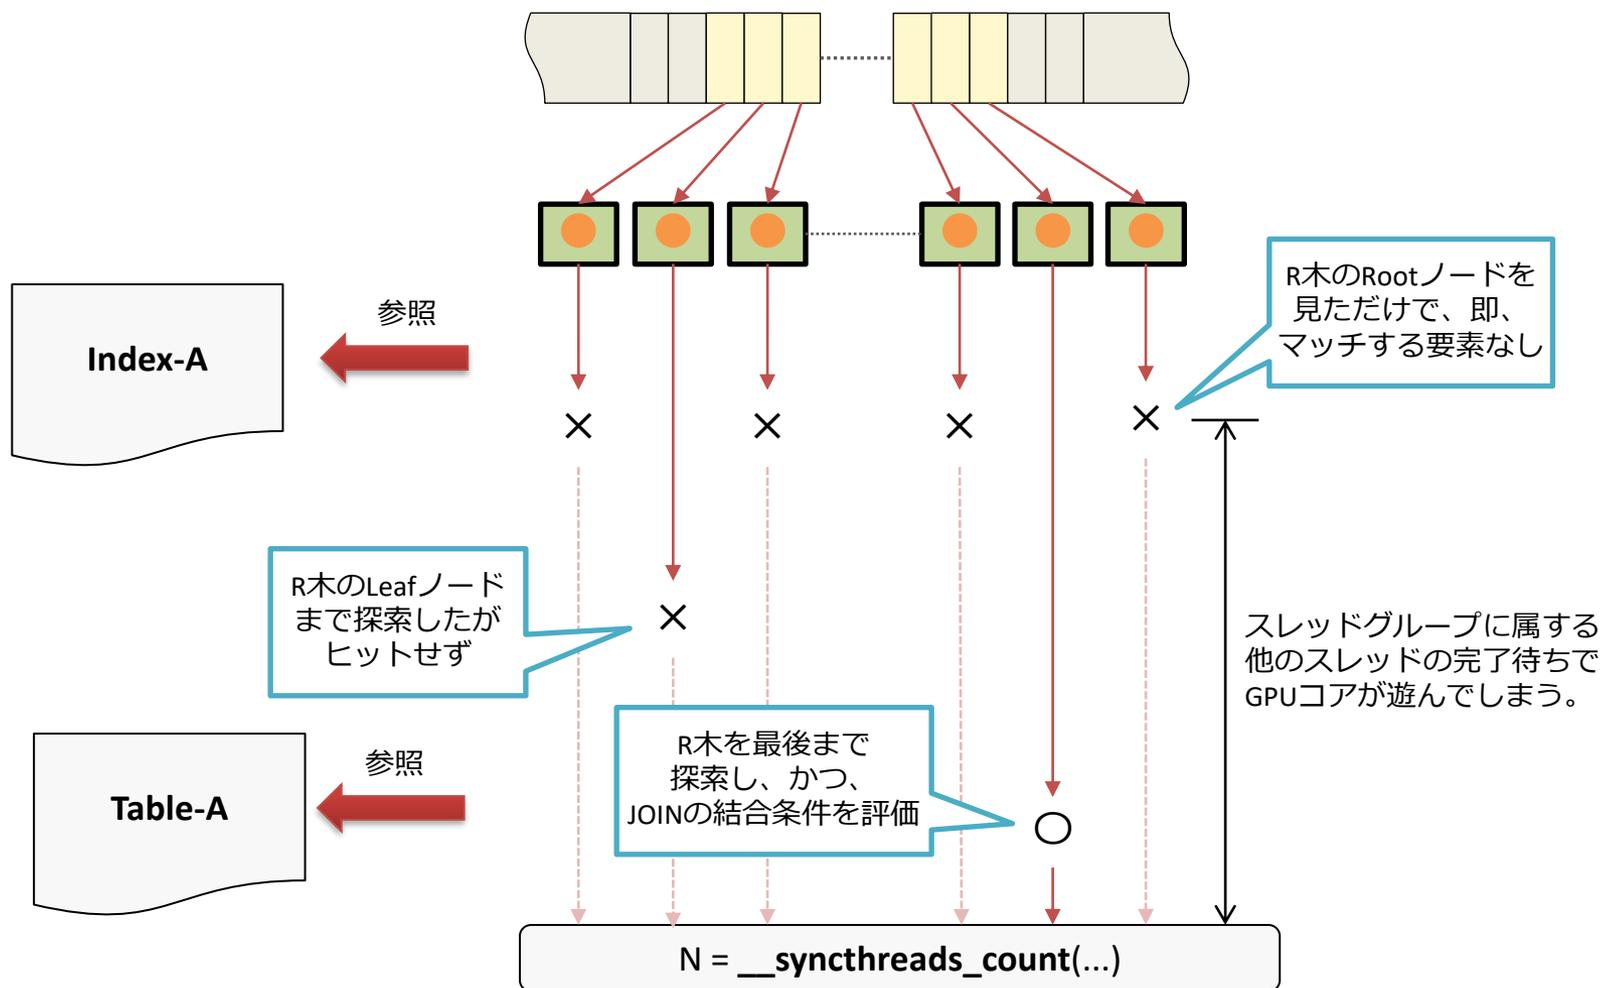 R木のRootノードを
見ただけで、即、
マッチする要素なし
参照
Index-A
×
×
×
×
R木のLeafノード
まで探索したが
ヒットせず
×
スレッドグループに属する
他のスレッドの完了待ちで
GPUコアが遊んでしまう。
参照
Table-A
R木を最後まで
探索し、かつ、
JOINの結合条件を評価
○
N = __syncthreads_count(...)